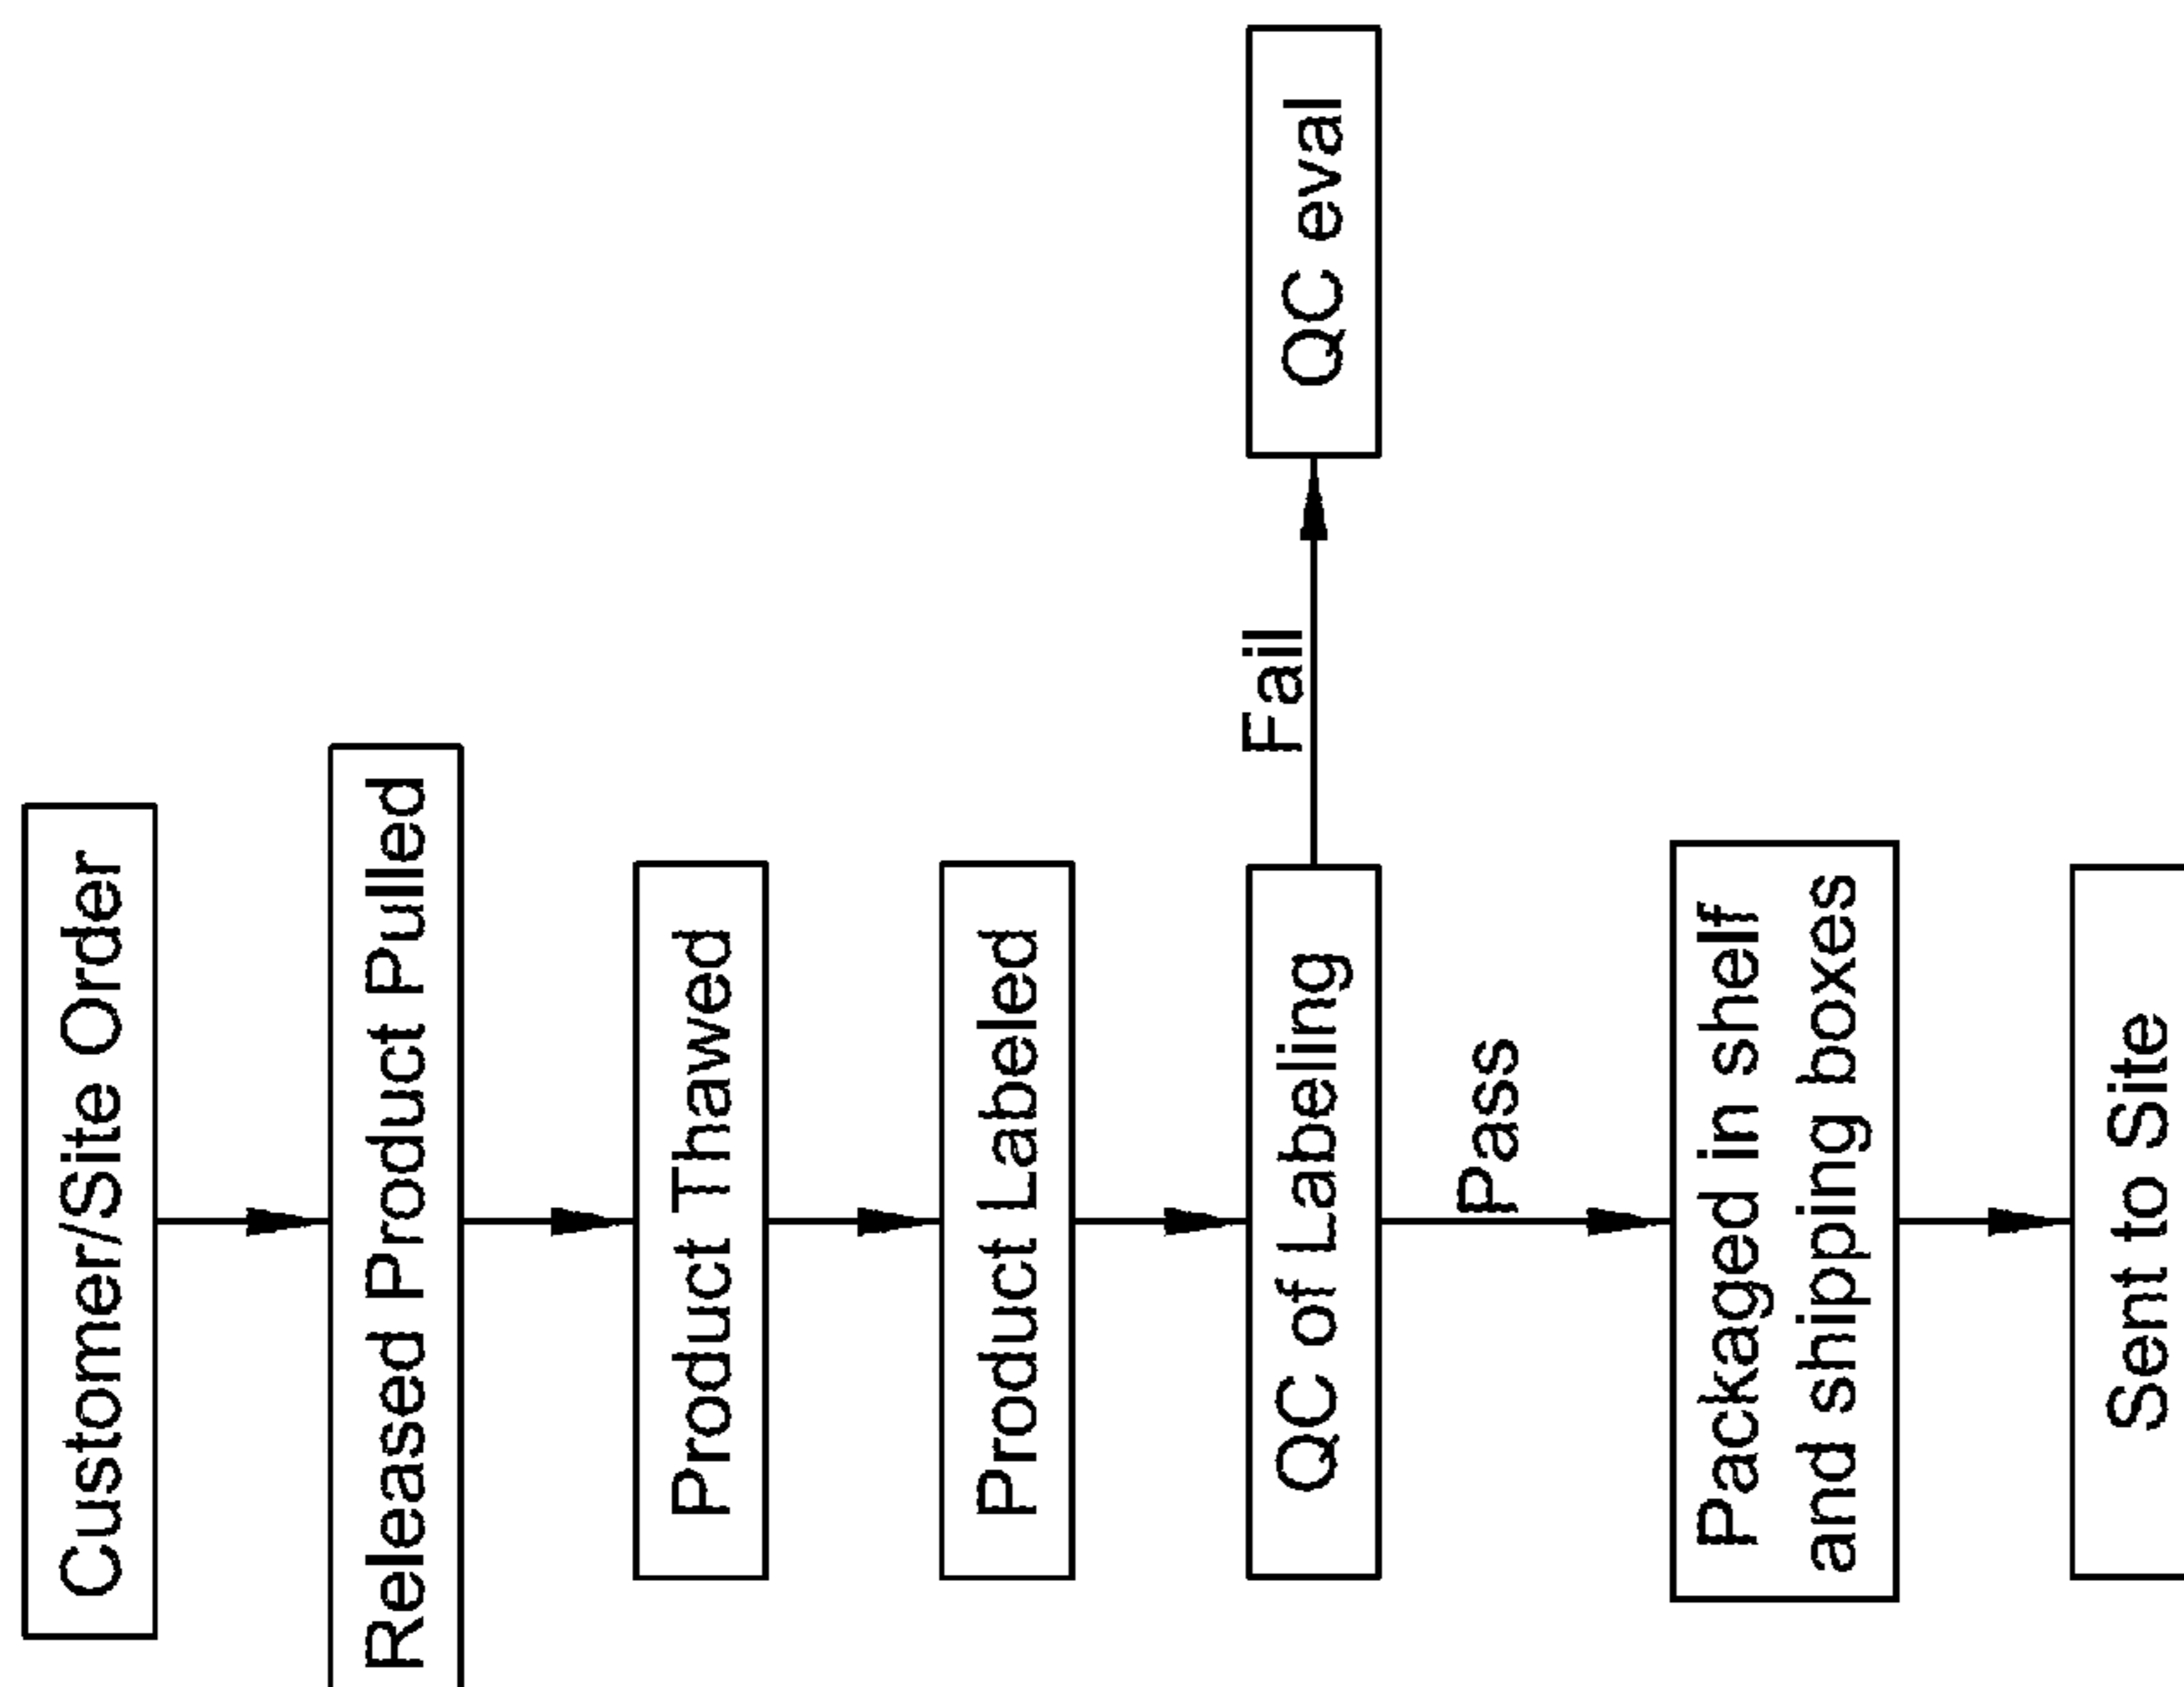 Customer/Site Order
Released Product Pulled
Product Thawed
Product Labeled
QC of Labeling
Fail
QC eval
Pass
Packaged in shelf
and shipping boxes
Sent to Site